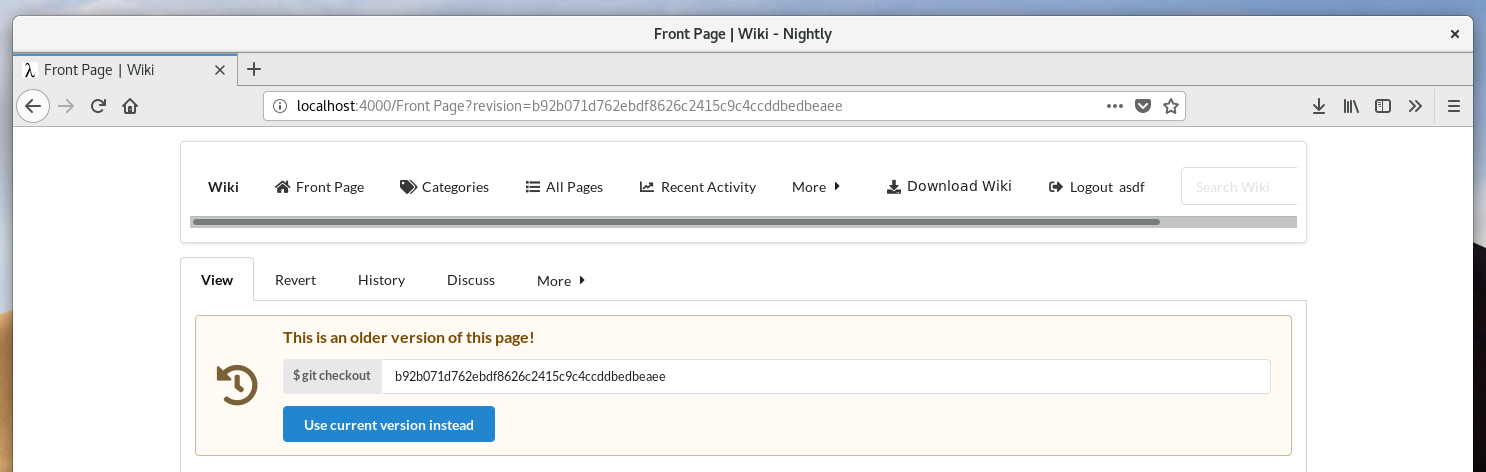 Front Page | Wiki - Nightly
λ Front Page | Wiki
localhost:4000/Front Page?revision=b92b071d762ebdf8626c2415c9c4ccddbedbeaee
Wiki Front Page Categories All Pages Recent Activity More Download Wiki Logout asdf Search Wiki
View Revert History Discuss More
This is an older version of this page!
$ git checkout b92b071d762ebdf8626c2415c9c4ccddbedbeaee
Use current version instead